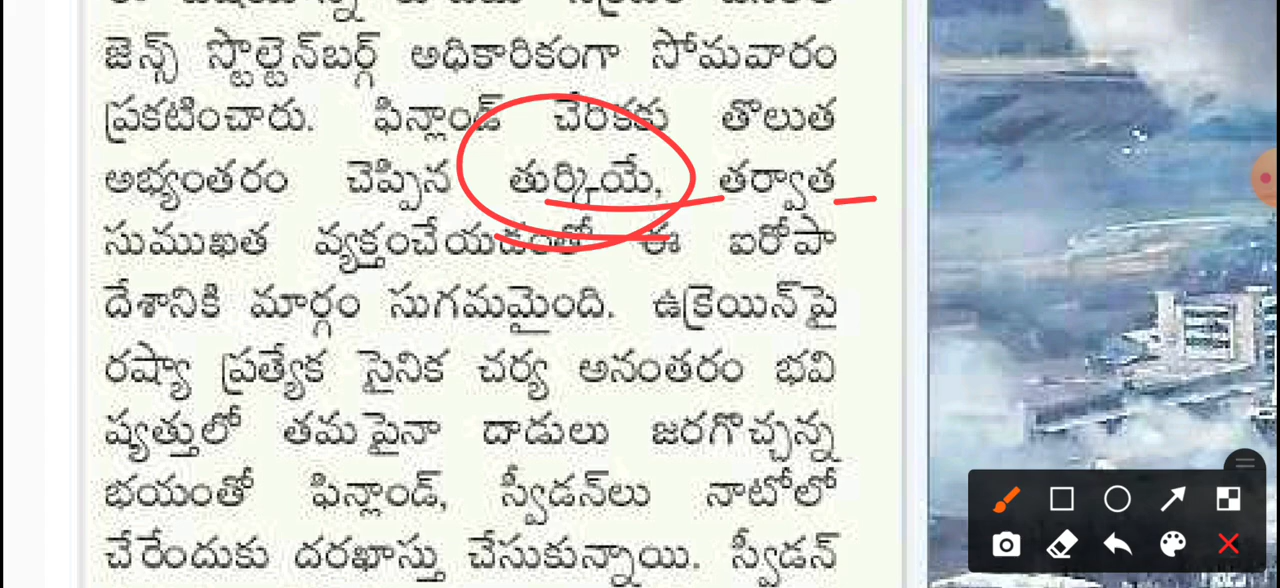 జెన్స్ స్టొల్టెన్‌బర్గ్ అధికారికంగా సోమవారం
ప్రకటించారు. ఫిన్లాండ్ చేరికకు తొలుత
అభ్యంతరం చెప్పిన తుర్కియే, తర్వాత
సుముఖత వ్యక్తంచేయడంతో ఈ ఐరోపా
దేశానికి మార్గం సుగమమైంది. ఉక్రెయిన్‌పై
రష్యా ప్రత్యేక సైనిక చర్య అనంతరం భవి
ష్యత్తులో తమపైనా దాడులు జరగొచ్చన్న
భయంతో ఫిన్లాండ్, స్వీడన్‌లు నాటోలో
చేరేందుకు దరఖాస్తు చేసుకున్నాయి. స్వీడన్